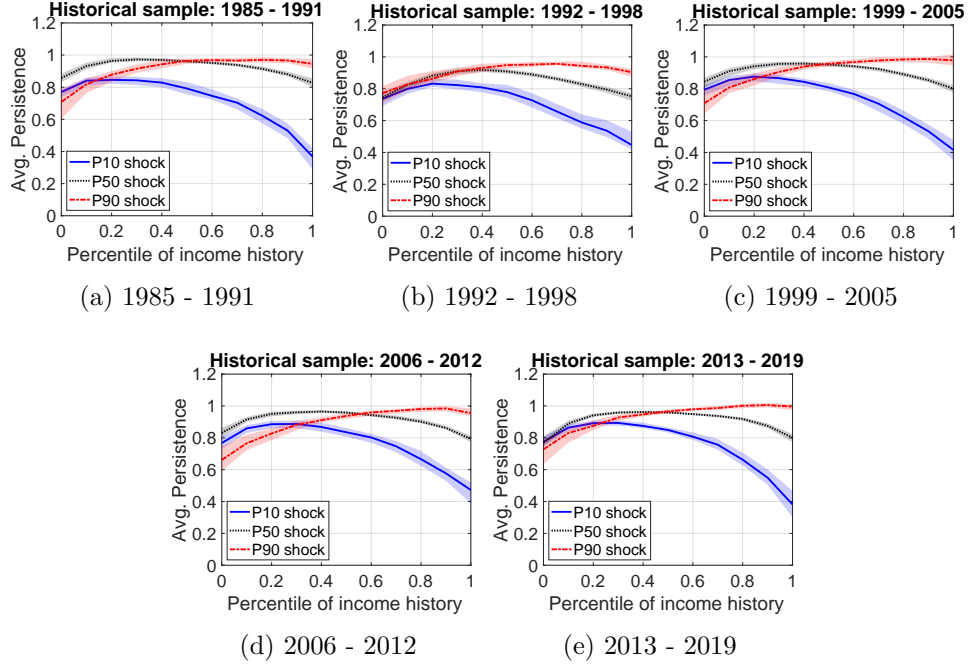 Historical sample: 1985 - 1991
Avg. Persistence
1.2
1
0.8
0.6
0.4
0.2
0
P10 shock
P50 shock
P90 shock
0 0.2 0.4 0.6 0.8 1
Percentile of income history
(a) 1985 - 1991
Historical sample: 1992 - 1998
Avg. Persistence
1.2
1
0.8
0.6
0.4
0.2
0
P10 shock
P50 shock
P90 shock
0 0.2 0.4 0.6 0.8 1
Percentile of income history
(b) 1992 - 1998
Historical sample: 1999 - 2005
Avg. Persistence
1.2
1
0.8
0.6
0.4
0.2
0
P10 shock
P50 shock
P90 shock
0 0.2 0.4 0.6 0.8 1
Percentile of income history
(c) 1999 - 2005
Historical sample: 2006 - 2012
Avg. Persistence
1.2
1
0.8
0.6
0.4
0.2
0
P10 shock
P50 shock
P90 shock
0 0.2 0.4 0.6 0.8 1
Percentile of income history
(d) 2006 - 2012
Historical sample: 2013 - 2019
Avg. Persistence
1.2
1
0.8
0.6
0.4
0.2
0
P10 shock
P50 shock
P90 shock
0 0.2 0.4 0.6 0.8 1
Percentile of income history
(e) 2013 - 2019